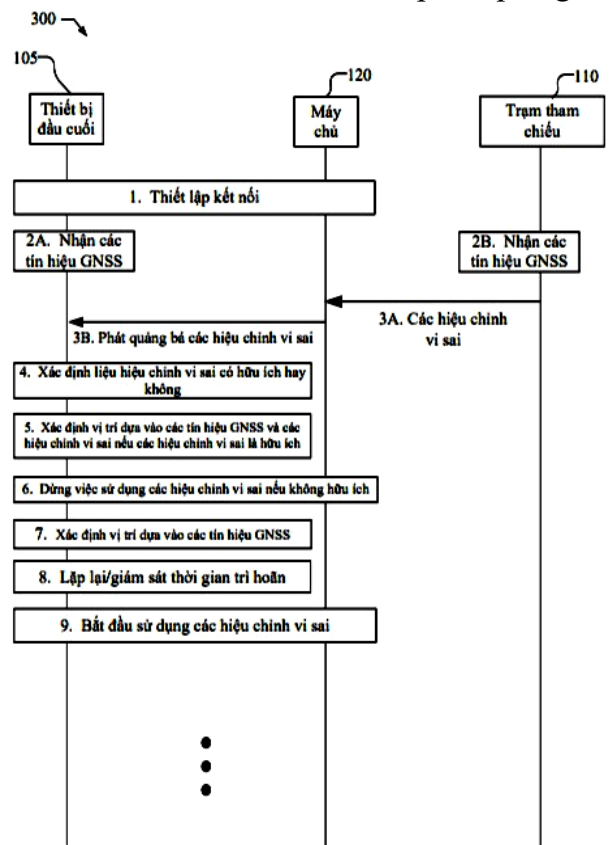 300
105
120
110
Thiết bị
đầu cuối
Máy
chủ
Trạm tham
chiếu
1. Thiết lập kết nối
2A. Nhận các
tín hiệu GNSS
2B. Nhận các
tín hiệu GNSS
3A. Các hiệu chỉnh
vi sai
3B. Phát quảng bá các hiệu chỉnh vi sai
4. Xác định liệu hiệu chỉnh vi sai có hữu ích hay
không
5. Xác định vị trí dựa vào các tín hiệu GNSS và các
hiệu chỉnh vi sai nếu các hiệu chỉnh vi sai là hữu ích
6. Dừng việc sử dụng các hiệu chỉnh vi sai nếu không hữu ích
7. Xác định vị trí dựa vào các tín hiệu GNSS
8. Lặp lại/giám sát thời gian trì hoãn
9. Bắt đầu sử dụng các hiệu chỉnh vi sai